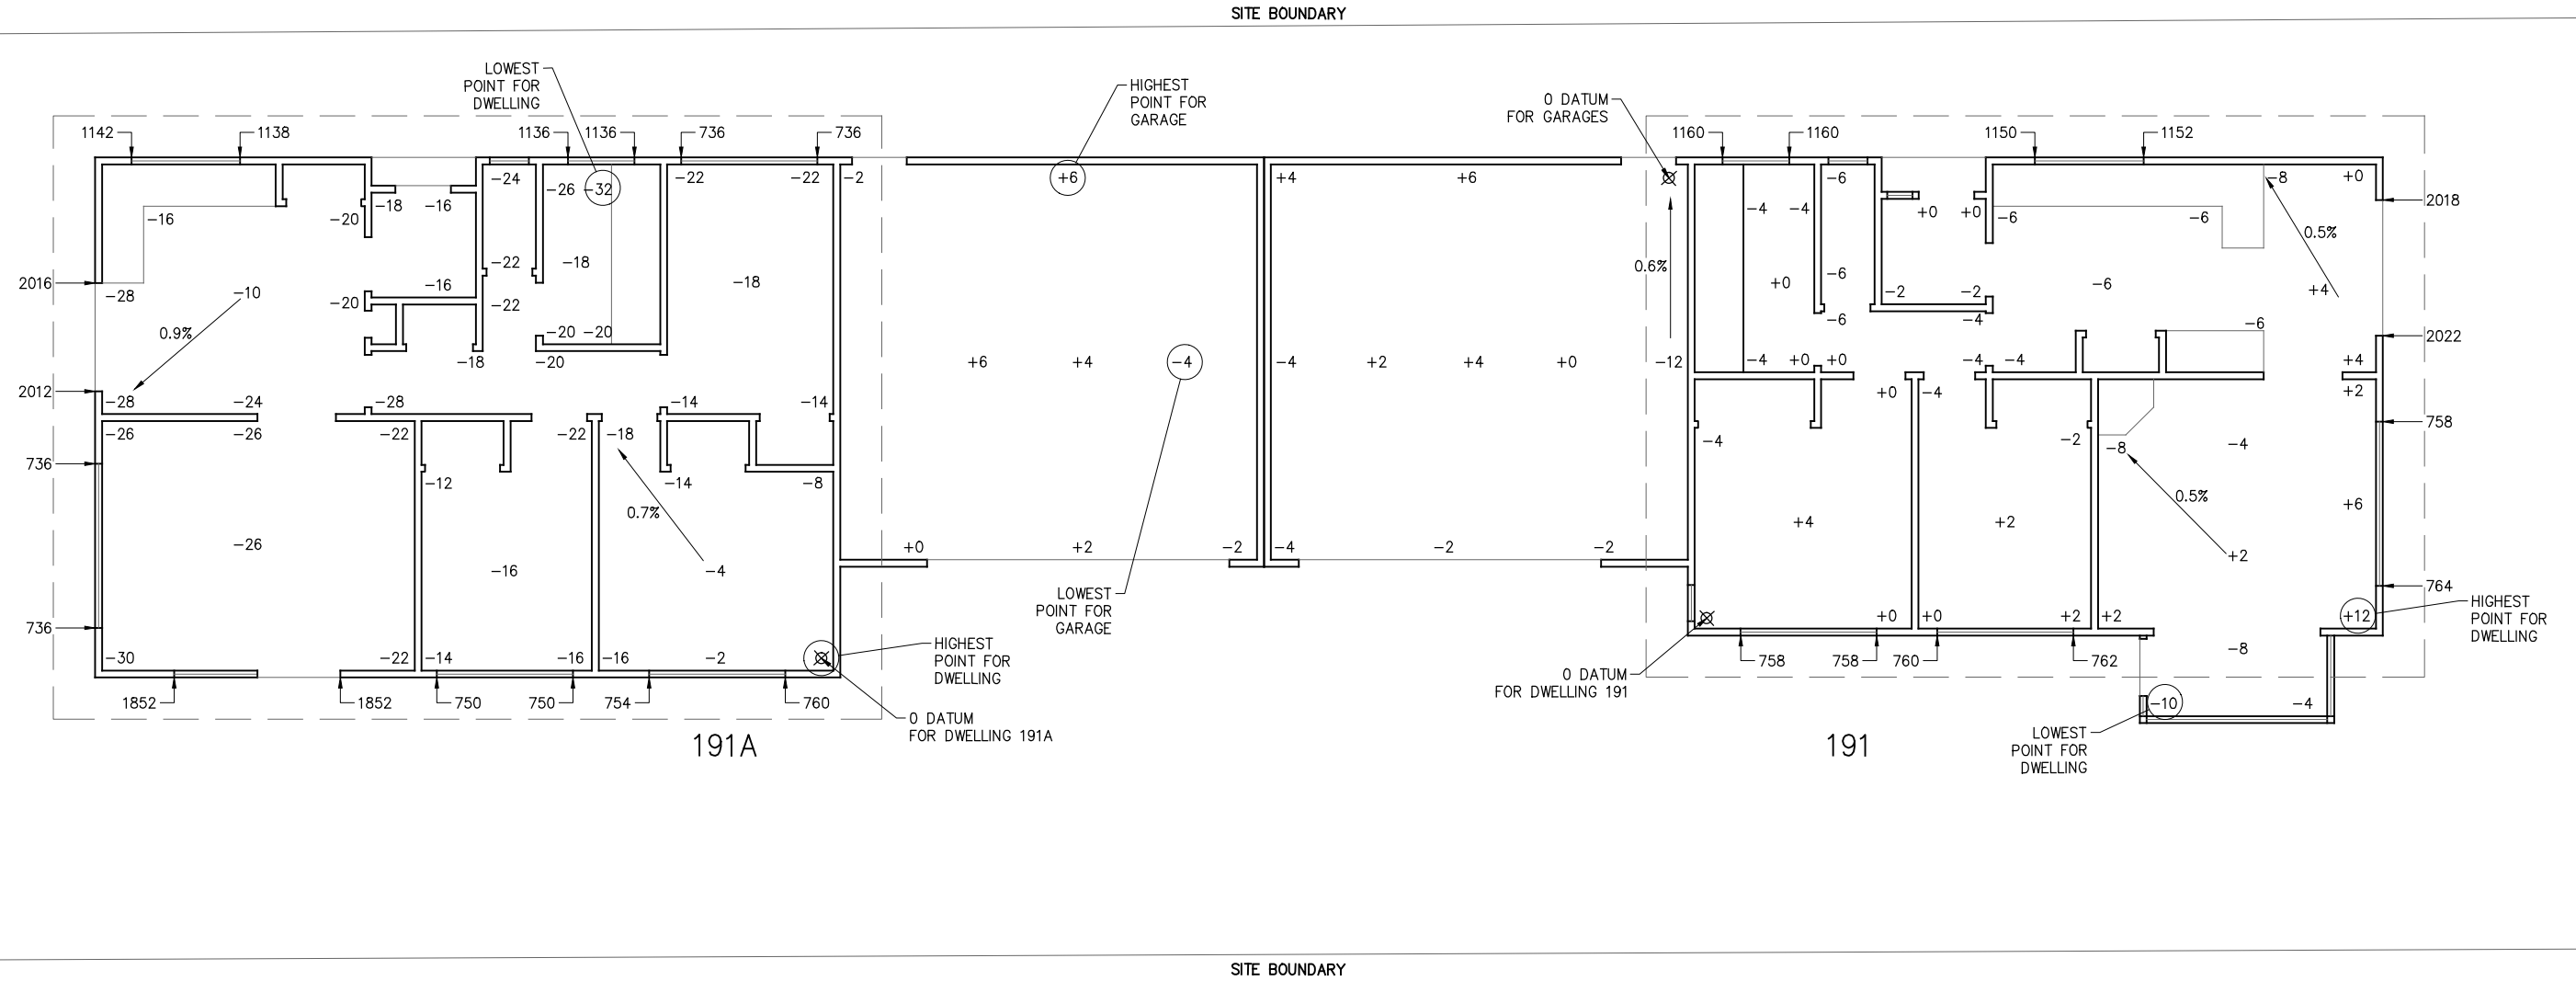 SITE BOUNDARY
LOWEST
POINT FOR
DWELLING
HIGHEST
POINT FOR
GARAGE
0 DATUM
FOR GARAGES
1142 1138 1136 1136 736 736 1160 1160 1150 1152
-24 -26 -32 -22 -22 -2 +6 +4 +6 -6 -8 +0
-16 -20 -18 -16 -4 -4 +0 +0 -6 -6 2018
0.5%
-22 -18 0.6% -6
2016 -28 -10 -20 -16 -22 -18 +0 -2 -2 -6 +4
0.9% -20 -20 -6 -4 -6 2022
-18 -20 +6 +4 -4 -4 +2 +4 +0 -12 -4 +0 +0 -4 -4 +4
2012 -28 -24 -28 -14 -14 +0 -4 +2
-26 -26 -22 -22 -18 -4 -2 -8 -4 758
736 -12 -14 -8
0.7% 0.5% +6
-26 +0 +2 -2 -4 -2 -2 +4 +2 +2
-16 -4 764
LOWEST
POINT FOR
GARAGE
736 +0 +0 +2 +2 +12
HIGHEST
POINT FOR
DWELLING
-30 -22 -14 -16 -16 -2 -8
HIGHEST
POINT FOR
DWELLING
758 758 760 762
0 DATUM
FOR DWELLING 191
1852 1852 750 750 754 760 -10 -4
0 DATUM
FOR DWELLING 191A
LOWEST
POINT FOR
DWELLING
191A 191
SITE BOUNDARY